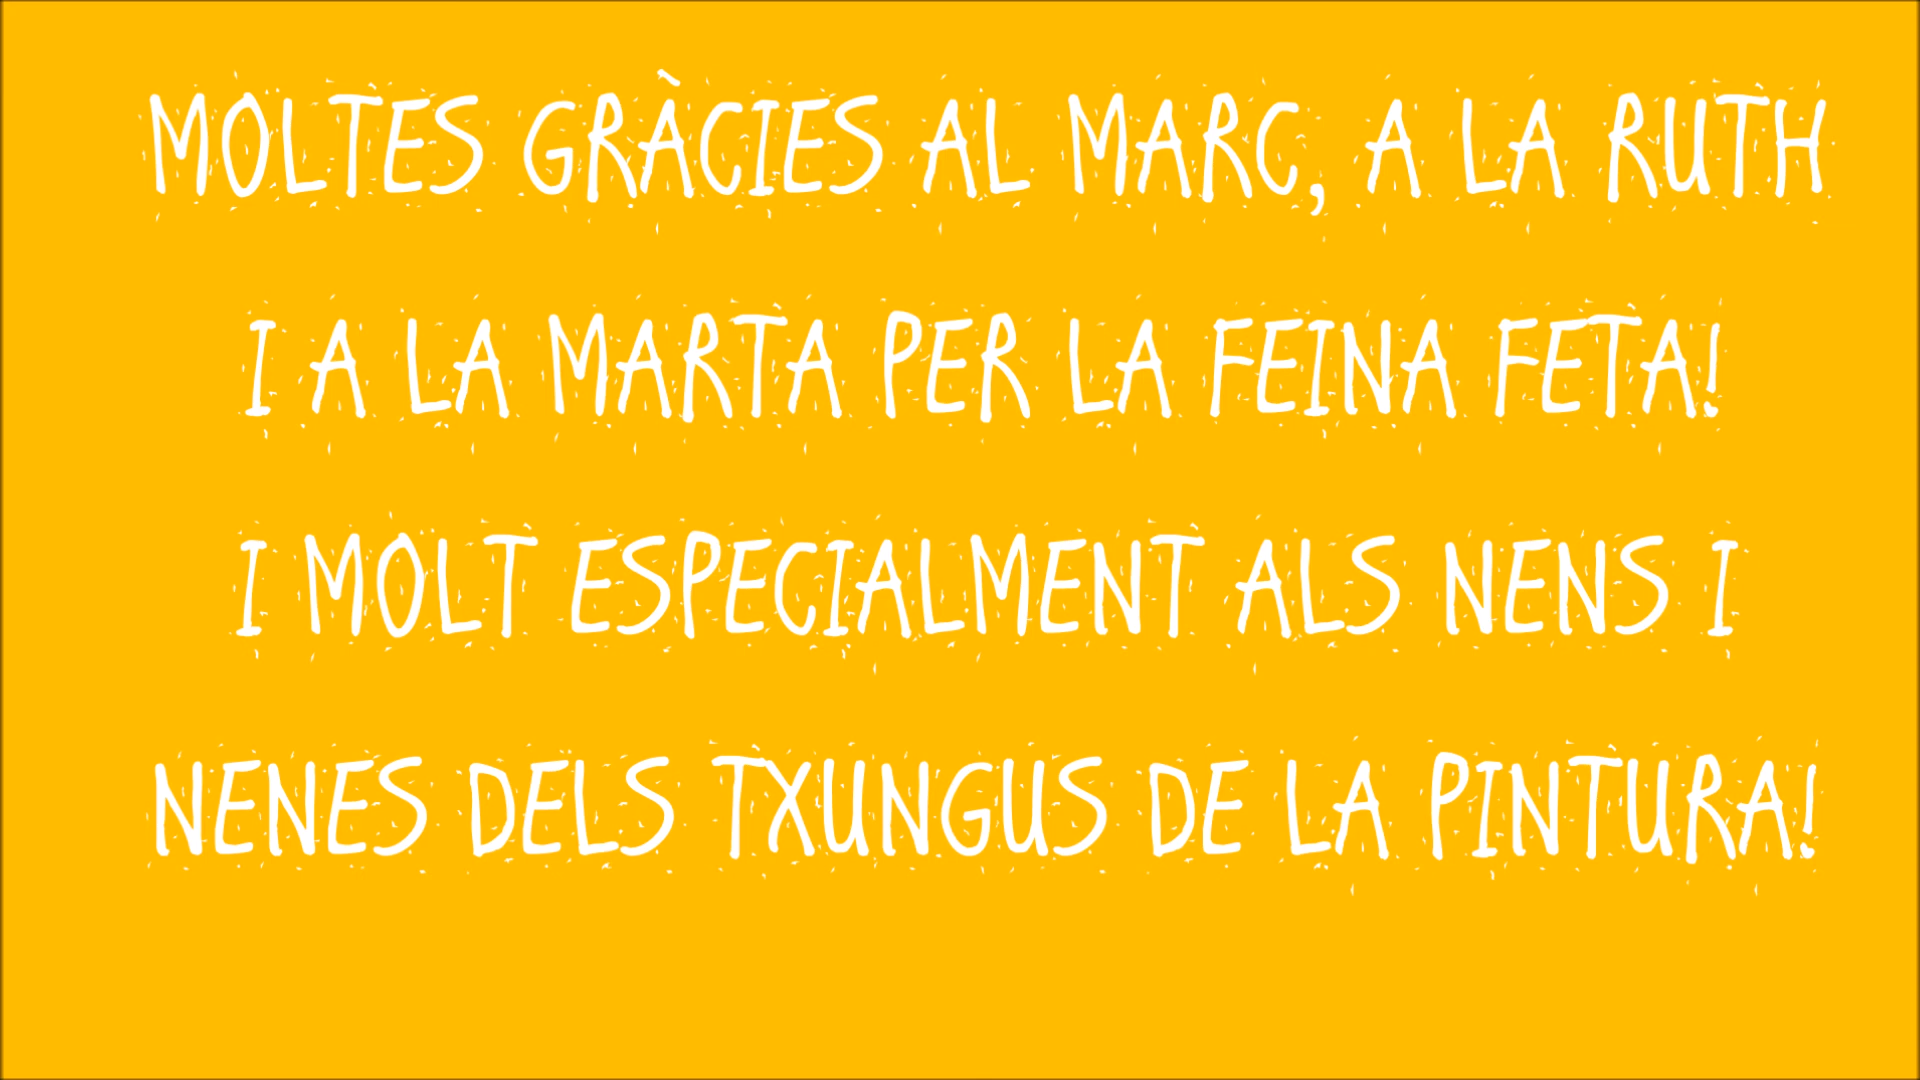 MOLTES GRÀCIES AL MARC, A LA RUTH
I A LA MARTA PER LA FEINA FETA!
I MOLT ESPECIALMENT ALS NENS I
NENES DELS TXUNGUS DE LA PINTURA!